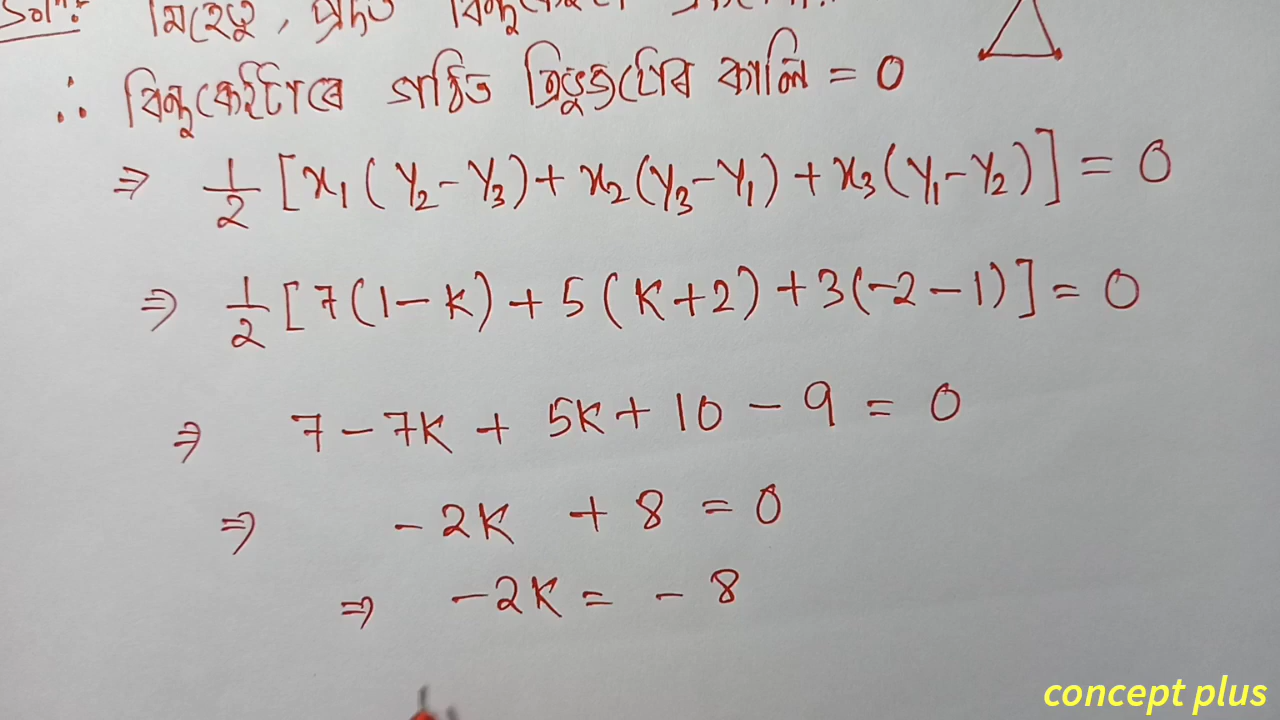 Solⁿ: যিহেতু, প্ৰদত্ত
∴ বিন্দুকেইটাৰে গঠিত ত্ৰিভুজটোৰ কালি = 0
⇒ 1/2 [x₁(y₂-y₃)+x₂(y₃-y₁)+x₃(y₁-y₂)] = 0
⇒ 1/2 [7(1-K)+5(K+2)+3(-2-1)] = 0
⇒ 7-7K+5K+10-9=0
⇒ -2K+8=0
⇒ -2K=-8
concept plus